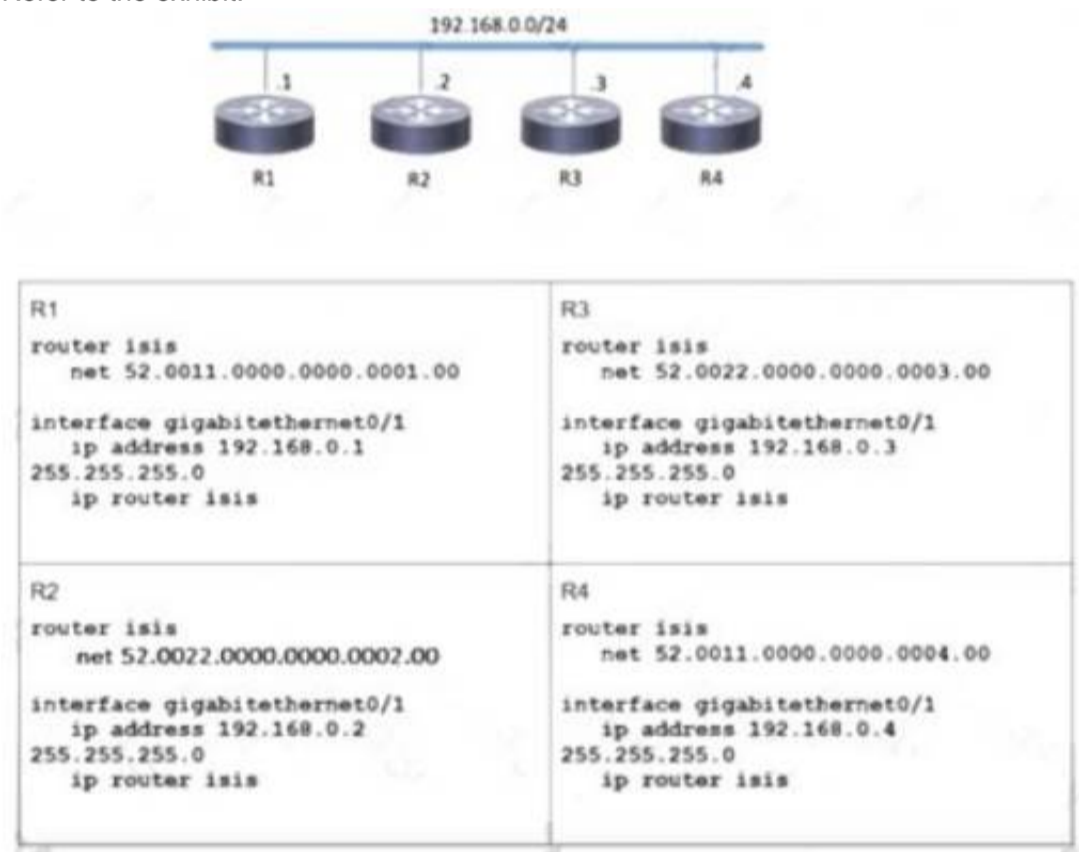 Refer to the exhibit.
192.168.0.0/24
.1
.2
.3
.4
R1
R2
R3
R4
R1
router isis
net 52.0011.0000.0000.0001.00
interface gigabitethernet0/1
ip address 192.168.0.1
255.255.255.0
ip router isis
R3
router isis
net 52.0022.0000.0000.0003.00
interface gigabitethernet0/1
ip address 192.168.0.3
255.255.255.0
ip router isis
R2
router isis
net 52.0022.0000.0000.0002.00
interface gigabitethernet0/1
ip address 192.168.0.2
255.255.255.0
ip router isis
R4
router isis
net 52.0011.0000.0000.0004.00
interface gigabitethernet0/1
ip address 192.168.0.4
255.255.255.0
ip router isis